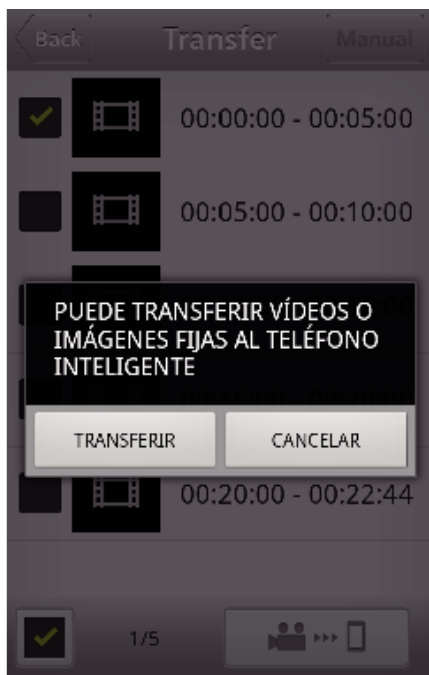 Back
Transfer
Manual
00:00:00 - 00:05:00
00:05:00 - 00:10:00
PUEDE TRANSFERIR VÍDEOS O
IMÁGENES FIJAS AL TELÉFONO
INTELIGENTE
TRANSFERIR
CANCELAR
00:20:00 - 00:22:44
1/5